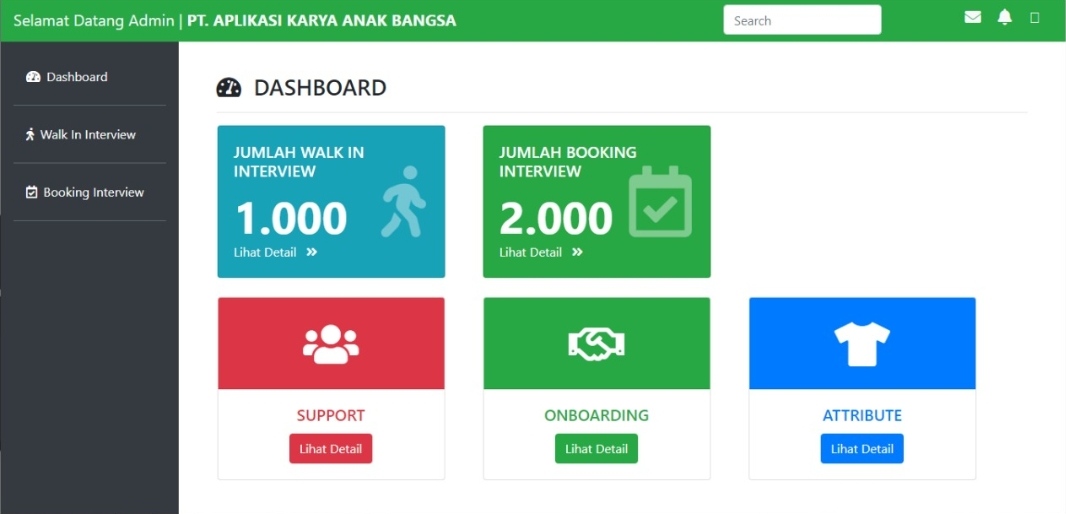 Selamat Datang Admin | PT. APLIKASI KARYA ANAK BANGSA
Search
Dashboard
Walk In Interview
Booking Interview
DASHBOARD
JUMLAH WALK IN
INTERVIEW
1.000
Lihat Detail
JUMLAH BOOKING
INTERVIEW
2.000
Lihat Detail
SUPPORT
Lihat Detail
ONBOARDING
Lihat Detail
ATTRIBUTE
Lihat Detail